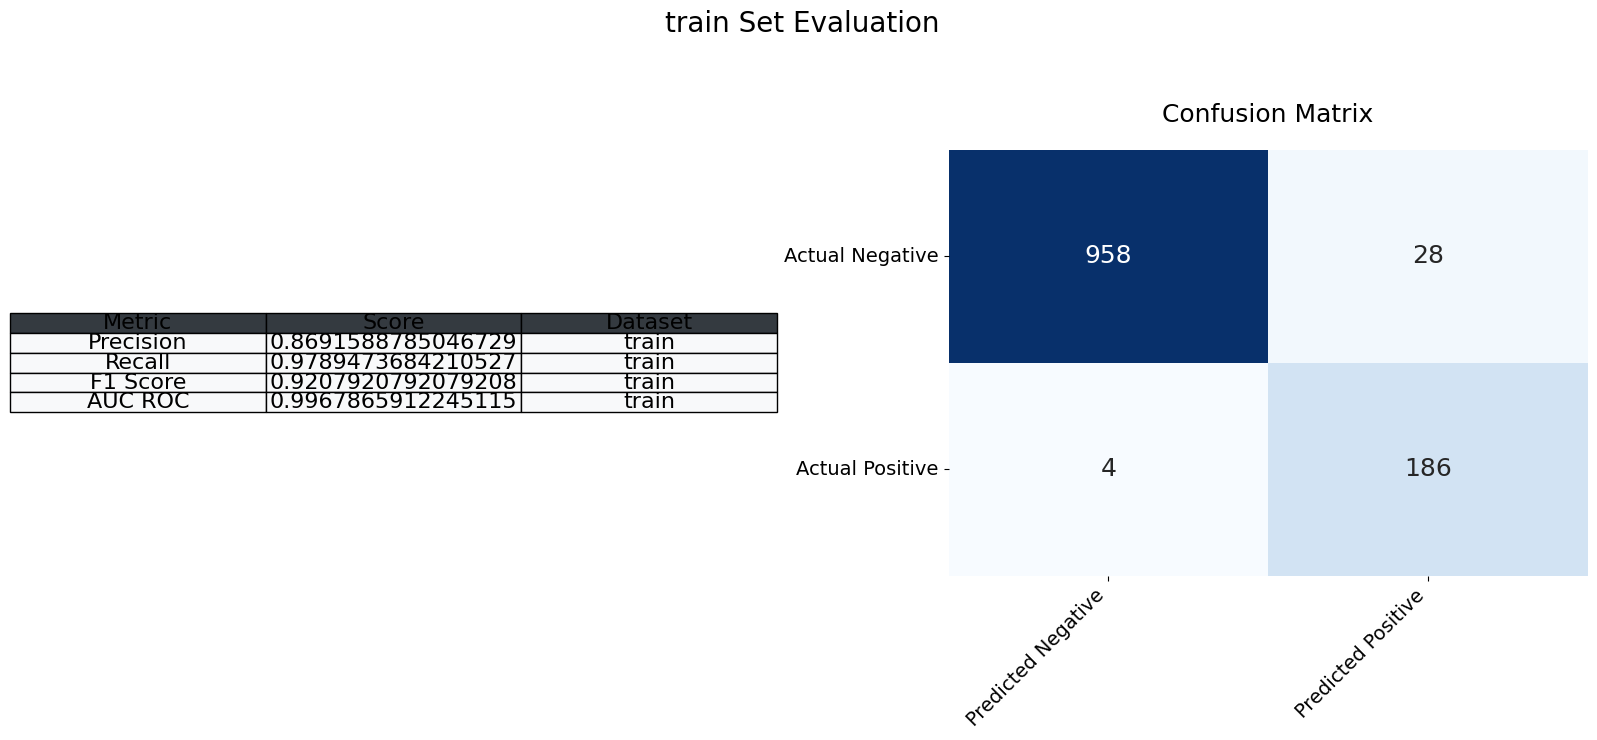 train Set Evaluation
Metric Score Dataset
Precision 0.8691588785046729 train
Recall 0.9789473684210527 train
F1 Score 0.9207920792079208 train
AUC ROC 0.9967865912245115 train
Confusion Matrix
Actual Negative 958 28
Actual Positive 4 186
Predicted Negative Predicted Positive